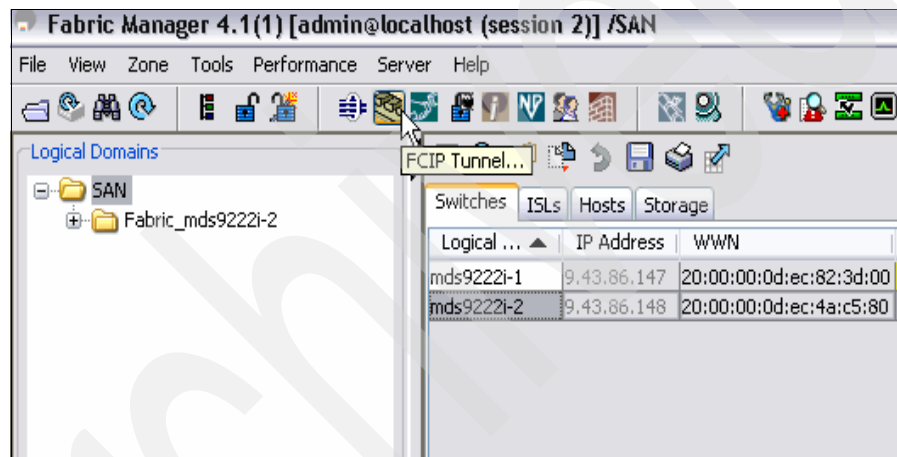 Fabric Manager 4.1(1) [admin@localhost (session 2)] /SAN
File View Zone Tools Performance Server Help
NP
Logical Domains
FCIP Tunnel...
SAN
Fabric_mds9222i-2
Switches ISLs Hosts Storage
Logical ... IP Address WWN
mds9222i-1 9.43.86.147 20:00:00:0d:ec:82:3d:00
mds9222i-2 9.43.86.148 20:00:00:0d:ec:4a:c5:80